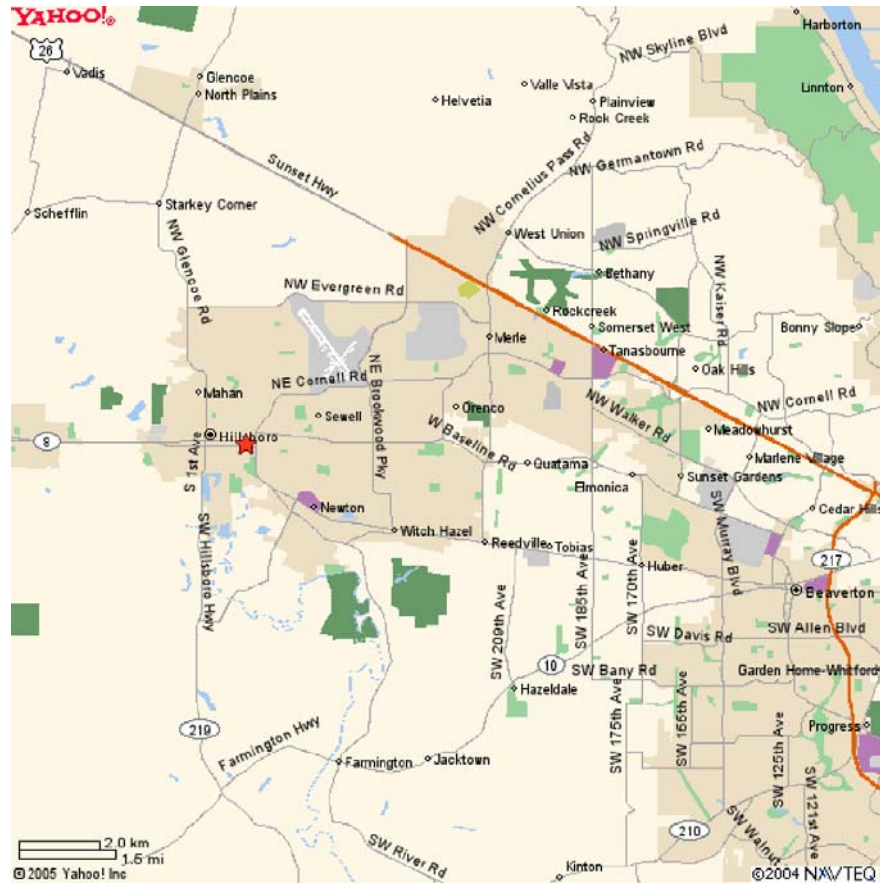 YAHOO!®
Harborton
NW Skyline Blvd
26
Vadis
Glencoe
North Plains
Helvetia
Valle Vista
Plainview
Rock Creek
Linnton
Sunset Hwy
NW Cornelius Pass Rd
NW Germantown Rd
Schefflin
Starkey Corner
NW Glencoe Rd
West Union
NW Springville Rd
Bethany
NW Kaiser Rd
NW Evergreen Rd
Rockcreek
Somerset West
Bonny Slope
Merle
Tanasbourne
Oak Hills
NE Cornell Rd
NE Brookwood Pky
Mahan
Sewell
Orenco
NW Walker Rd
NW Cornell Rd
8
S 1st Ave
Hillsboro
W Baseline Rd
Meadowhurst
Quatama
Marlene Village
Elmonica
Sunset Gardens
Newton
SW Hillsboro Hwy
Witch Hazel
Reedville
Tobias
SW Murray Blvd
Cedar Hills
217
Huber
Beaverton
SW 209th Ave
SW 185th Ave
SW 170th Ave
SW Davis Rd
SW Allen Blvd
10
SW Bany Rd
Garden Home-Whitford
Hazeldale
219
Farmington Hwy
SW 175th Ave
SW 155th Ave
SW 125th Ave
SW 121st Ave
Progress
Farmington
Jacktown
SW River Rd
210
SW Walnut
Kinton
2.0 km
1.5 mi
©2005 Yahoo! Inc
©2004 NAVTEQ